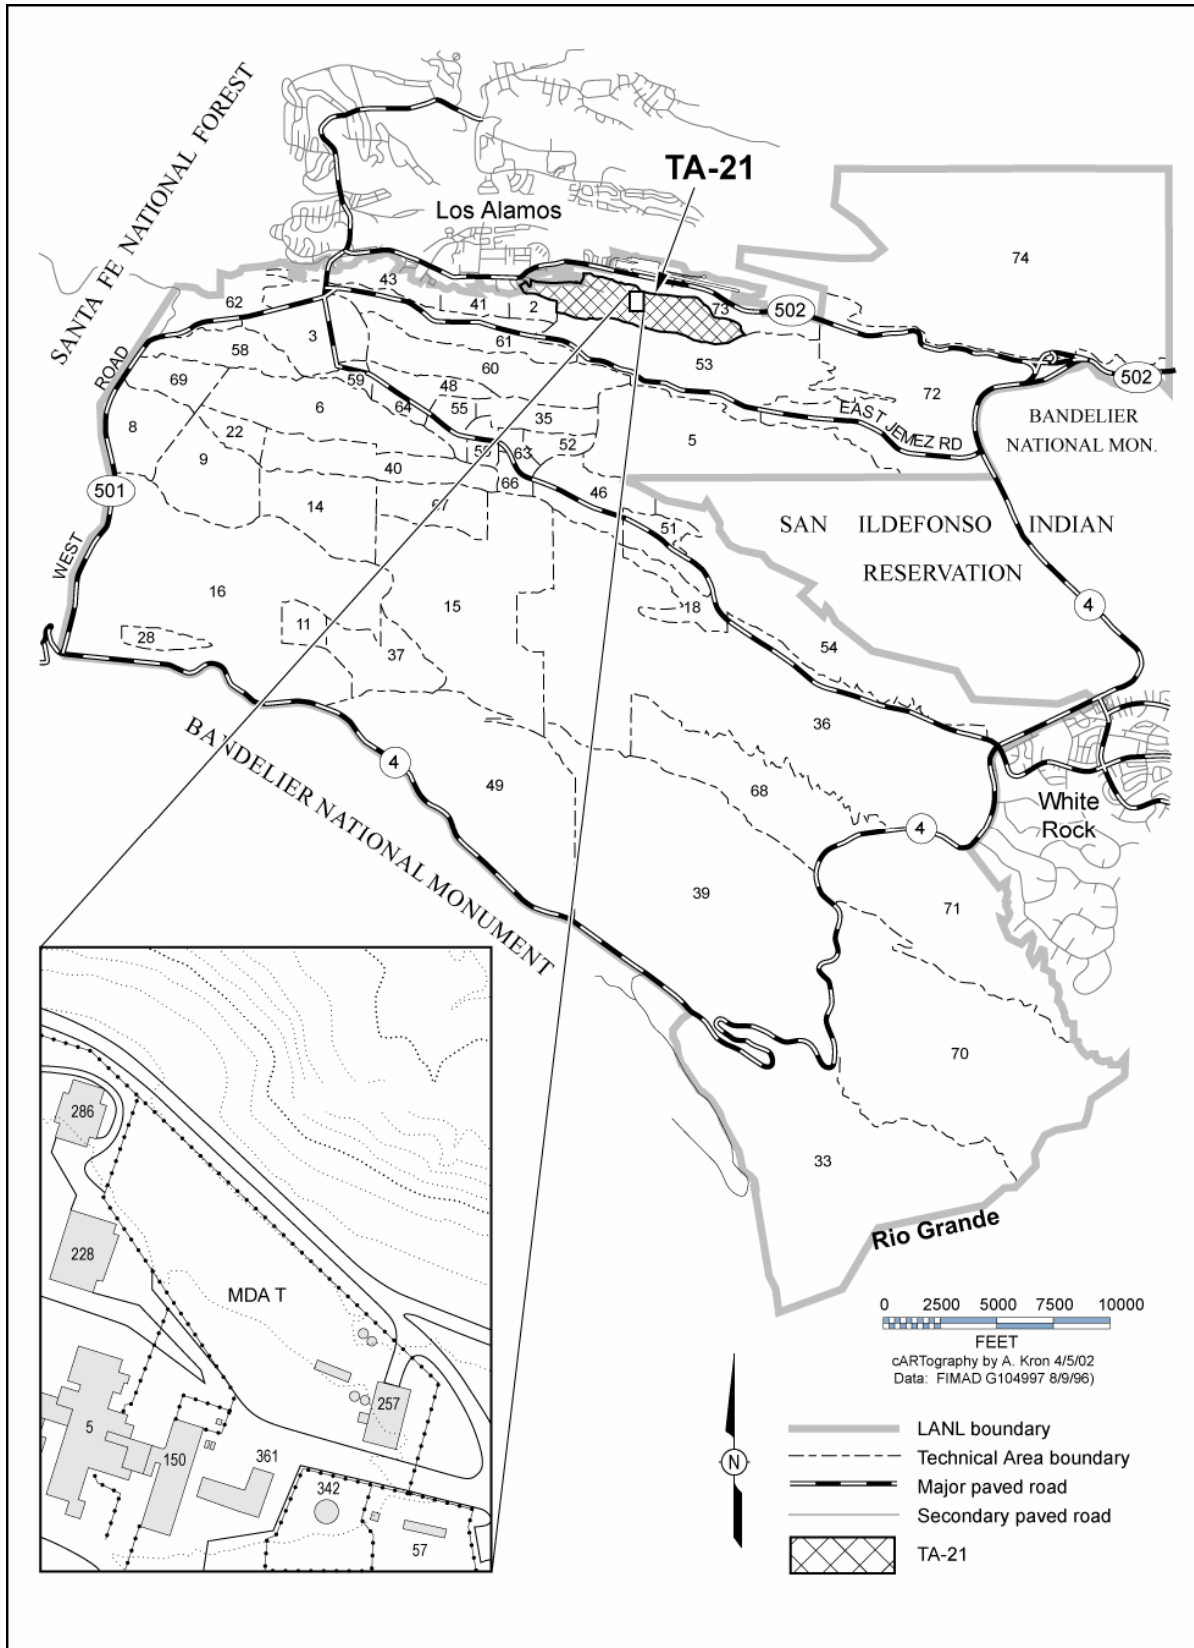 SANTA FE NATIONAL FOREST
TA-21
Los Alamos
74
43
62
41
2
73
502
3
61
58
53
ROAD
59
60
502
69
48
72
6
64
55
35
EAST JEMEZ RD
BANDELIER
NATIONAL MON.
8
22
5
52
63
9
40
66
46
501
14
51
SAN ILDEFONSO INDIAN
RESERVATION
WEST
16
15
18
4
11
28
37
54
36
BANDELIER NATIONAL MONUMENT
4
49
68
White
Rock
4
39
71
70
33
Rio Grande
286
228
MDA T
257
5
150
361
342
57
0 2500 5000 7500 10000
FEET
cARTography by A. Kron 4/5/02
Data: FIMAD G104997 8/9/96)
N
LANL boundary
Technical Area boundary
Major paved road
Secondary paved road
TA-21